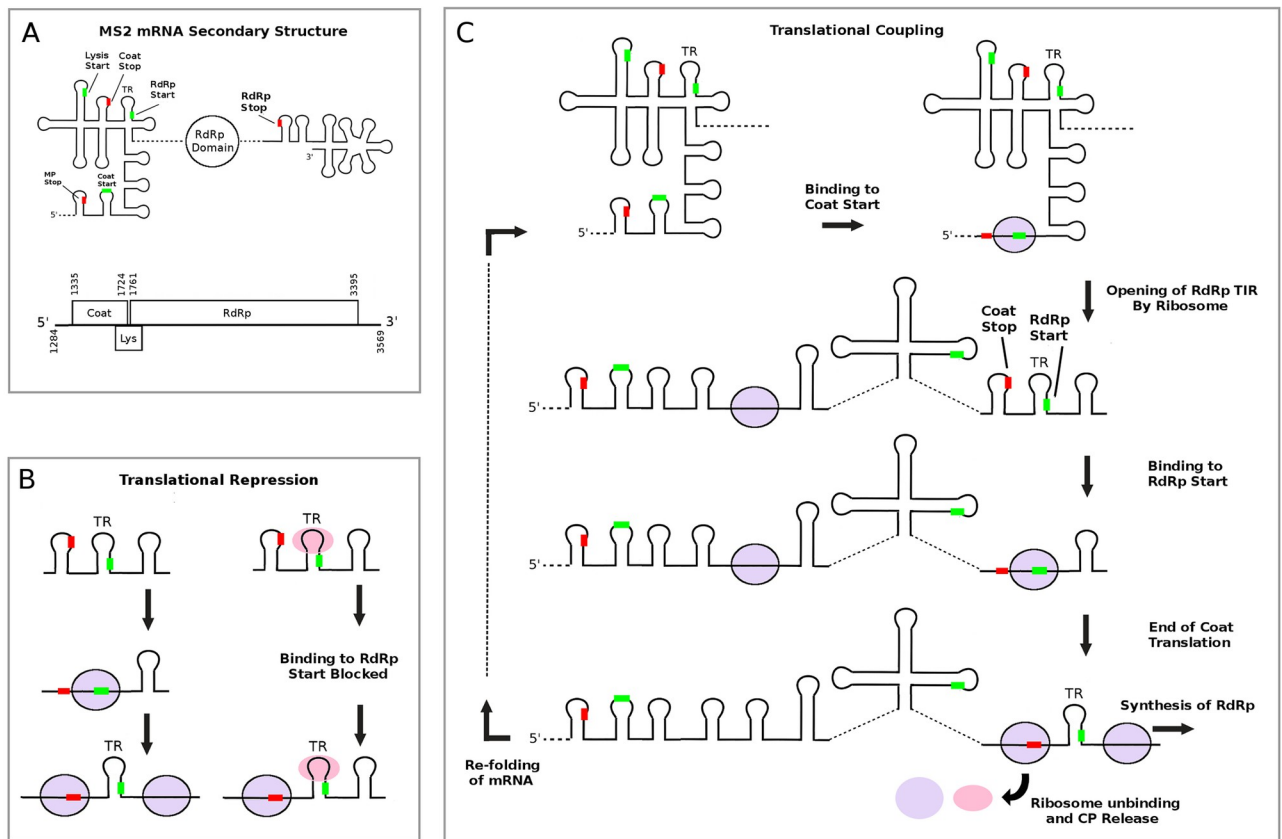 A
MS2 mRNA Secondary Structure
Lysis
Start
Coat
Stop
TR
RdRp
Start
RdRp
Stop
RdRp
Domain
3'
MP
Stop
Coat
Start
5'
1335
1724
1761
3395
5'
Coat
RdRp
3'
Lys
1284
3569
B
Translational Repression
TR
TR
Binding to RdRp
Start Blocked
TR
TR
C
Translational Coupling
TR
TR
Binding to
Coat Start
5'
5'
Opening of RdRp TIR
By Ribosome
Coat
Stop
RdRp
Start
TR
5'
Binding to
RdRp Start
5'
End of Coat
Translation
TR
Synthesis of RdRp
5'
Re-folding
of mRNA
Ribosome unbinding
and CP Release